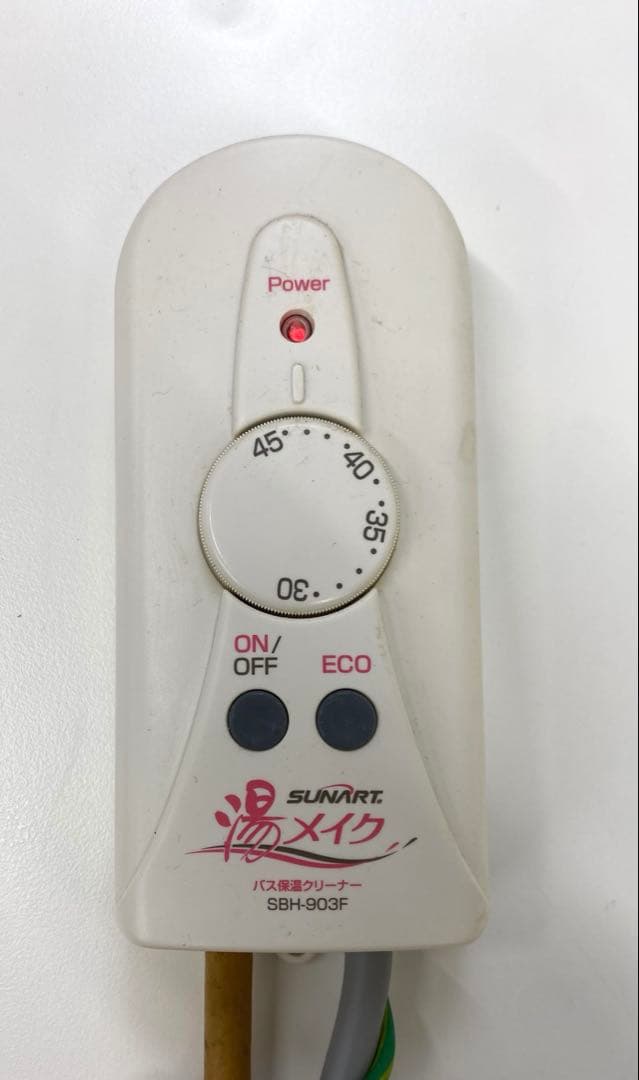 Power
45
40
35
30
ON/
OFF
ECO
SUNART.
湯メイク
バス保温クリーナー
SBH-903F